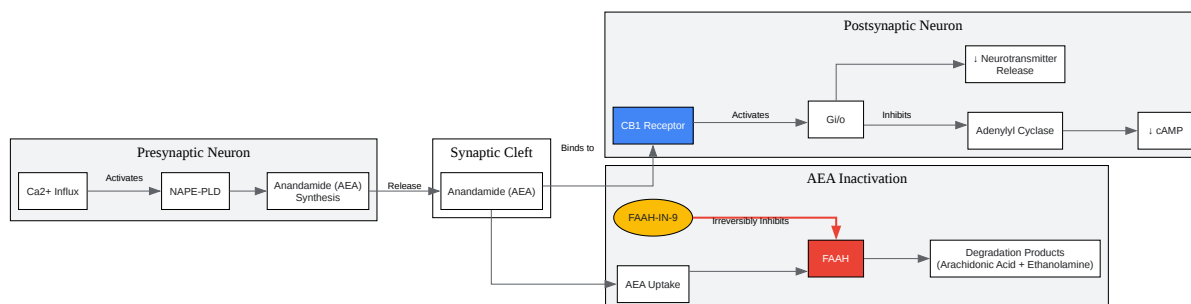 Postsynaptic Neuron
↓ Neurotransmitter
Release
CB1 Receptor
Activates
Gi/o
Inhibits
Adenylyl Cyclase
↓ cAMP
Presynaptic Neuron
Ca2+ Influx
Activates
NAPE-PLD
Anandamide (AEA)
Synthesis
Release
Synaptic Cleft
Anandamide (AEA)
Binds to
AEA Inactivation
FAAH-IN-9
Irreversibly Inhibits
FAAH
Degradation Products
(Arachidonic Acid + Ethanolamine)
AEA Uptake